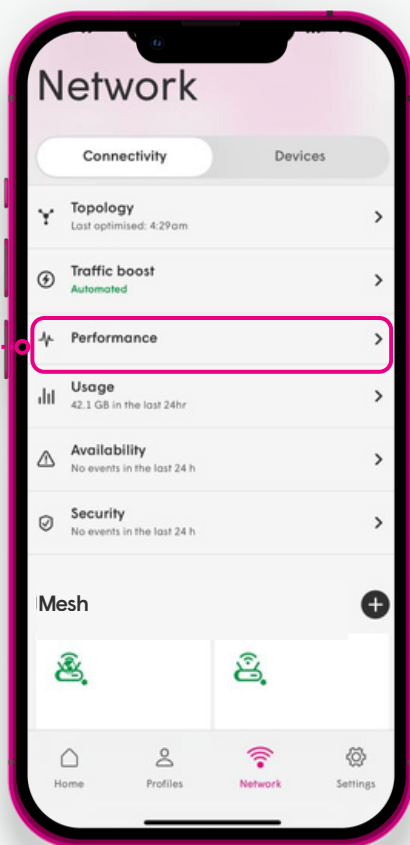 Network
Connectivity
Devices
Topology
Last optimised: 4:29am
Traffic boost
Automated
Performance
Usage
42.1 GB in the last 24hr
Availability
No events in the last 24 h
Security
No events in the last 24 h
Mesh
Home
Profiles
Network
Settings